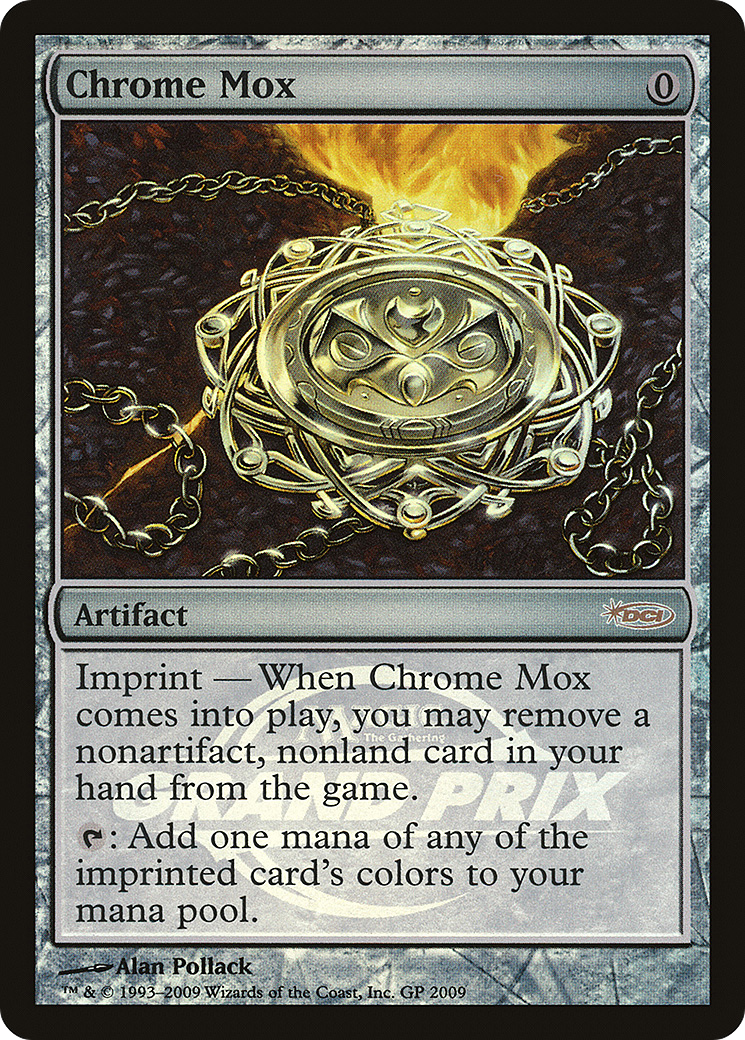 Chrome Mox
0
Artifact
DCI
Imprint — When Chrome Mox
comes into play, you may remove a
nonartifact, nonland card in your
hand from the game.
The Gathering
GRAND PRIX
: Add one mana of any of the
imprinted card's colors to your
mana pool.
Alan Pollack
™ & © 1993–2009 Wizards of the Coast, Inc. GP 2009